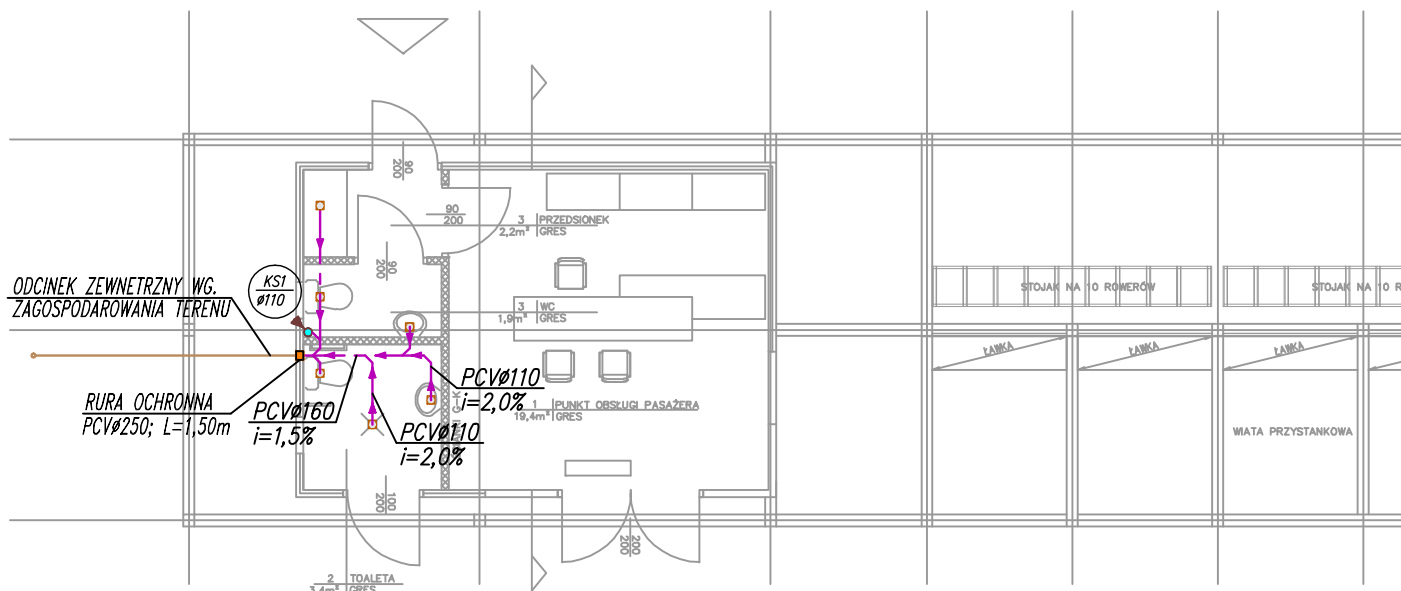 90
200
90
200
3 PRZEDSIONEK
2,2m² GRES
90
200
ODCINEK ZEWNETRZNY WG.
ZAGOSPODAROWANIA TERENU
KS1
ø110
3 WC
1,9m² GRES
STOJAK NA 10 ROWERÓW
STOJAK NA 10 R
ŁAWKA
ŁAWKA
ŁAWKA
RURA OCHRONNA
PCVø250; L=1,50m
PCVø160
i=1,5%
PCVø110
i=2,0%
PCVø110
i=2,0%
1 PUNKT OBSŁUGI PASAŻERA
19,4m² GRES
G-K
WIATA PRZYSTANKOWA
100
200
200
200
2 TOALETA
3,4m² GRES